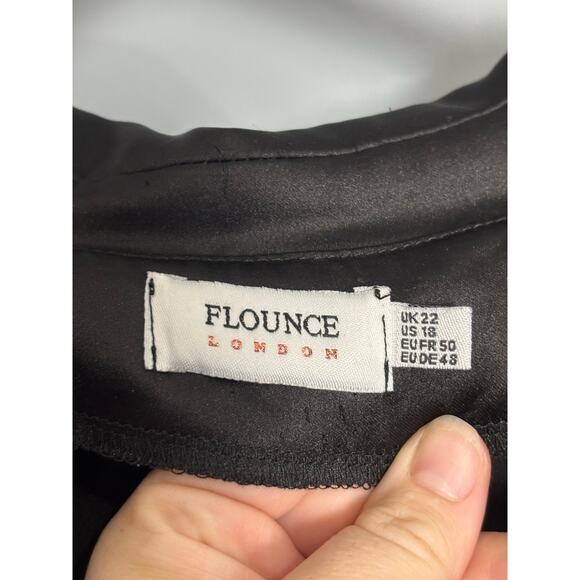 FLOUNCE
LONDON
UK 22
US 18
EU FR 50
EU DE 48